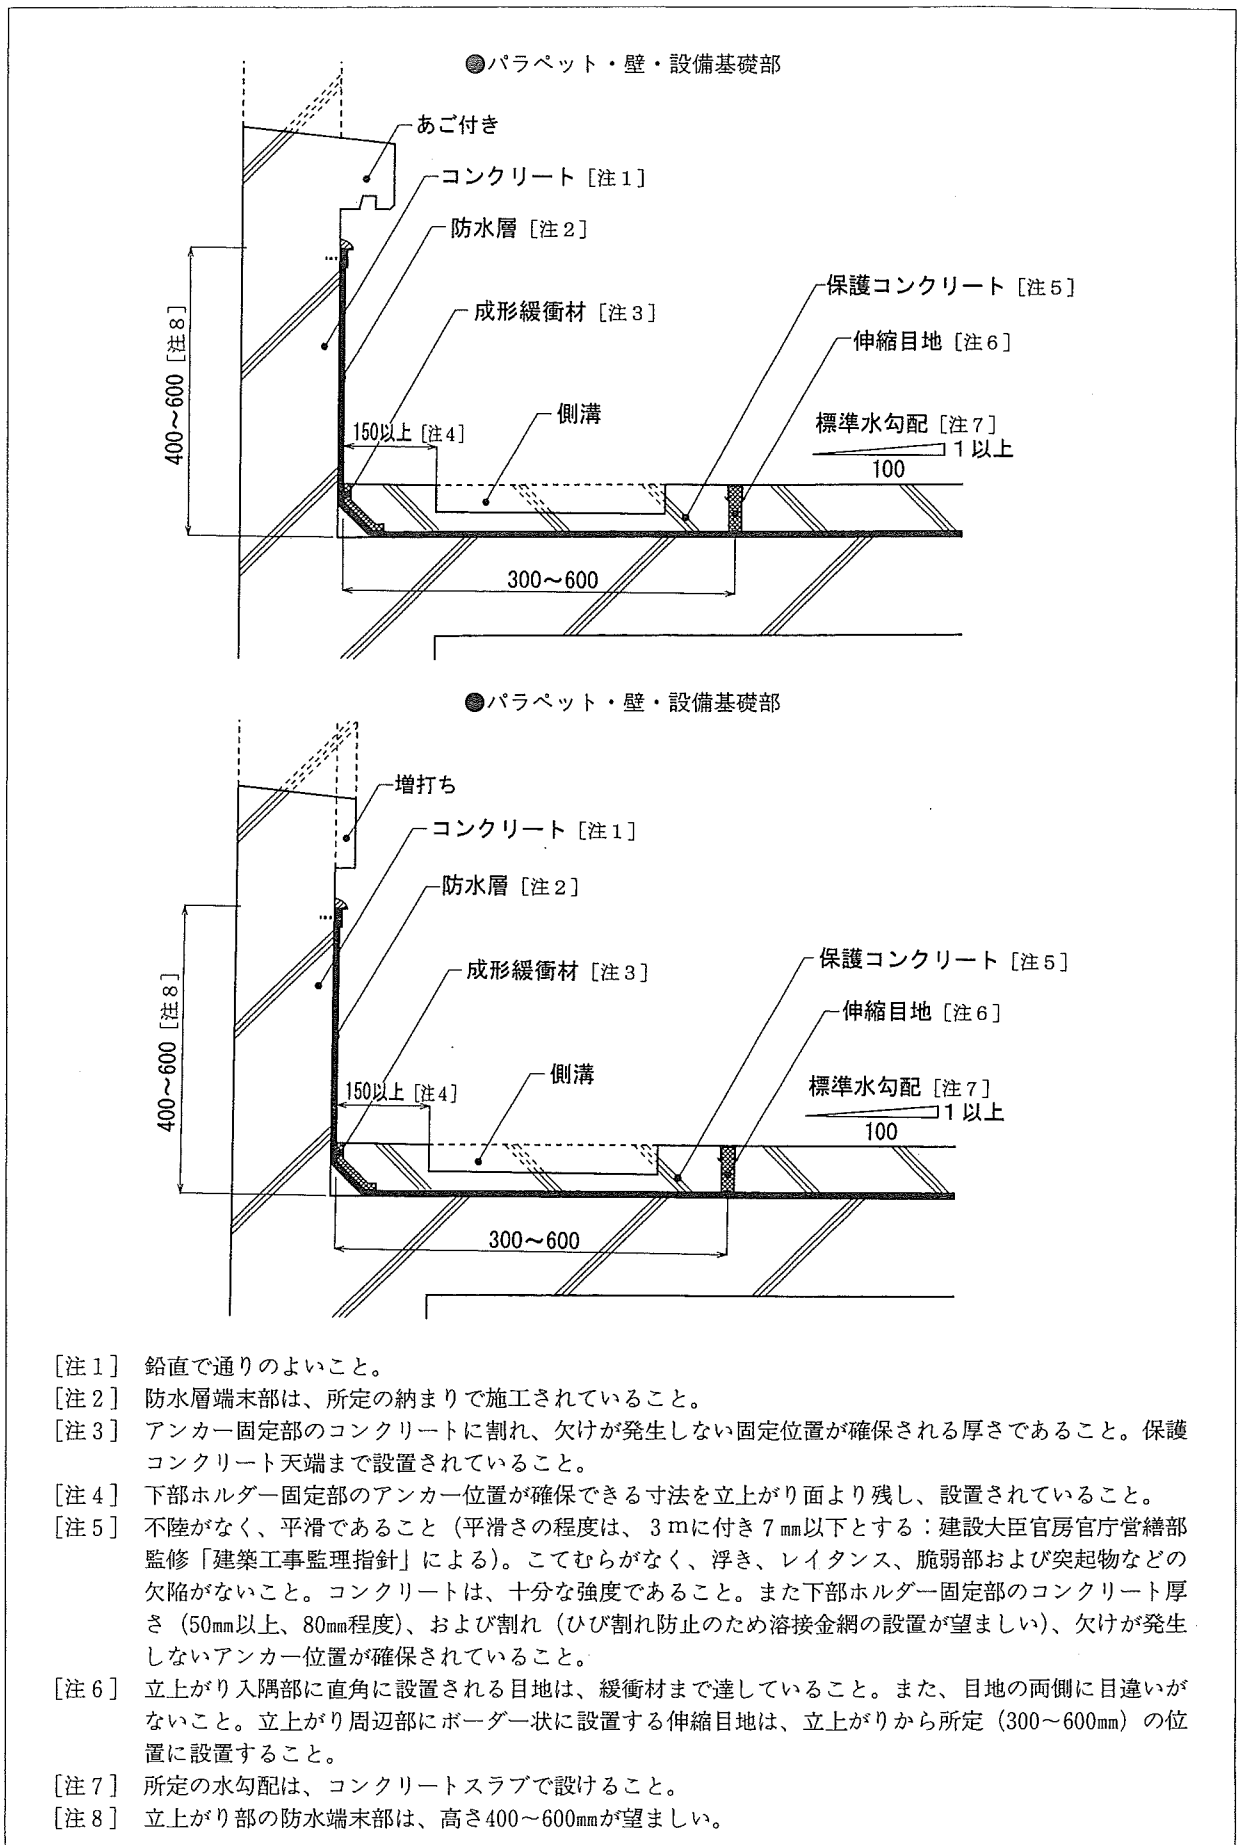 ●パラペット・壁・設備基礎部
あご付き
コンクリート[注1]
防水層[注2]
成形緩衝材[注3]
保護コンクリート[注5]
伸縮目地[注6]
側溝
150以上[注4]
標準水勾配[注7]
1以上
100
400～600[注8]
300～600
●パラペット・壁・設備基礎部
増打ち
コンクリート[注1]
防水層[注2]
成形緩衝材[注3]
保護コンクリート[注5]
伸縮目地[注6]
側溝
150以上[注4]
標準水勾配[注7]
1以上
100
400～600[注8]
300～600
[注1] 鉛直で通りのよいこと。
[注2] 防水層端末部は、所定の納まりで施工されていること。
[注3] アンカー固定部のコンクリートに割れ、欠けが発生しない固定位置が確保される厚さであること。保護
コンクリート天端まで設置されていること。
[注4] 下部ホルダー固定部のアンカー位置が確保できる寸法を立上がり面より残し、設置されていること。
[注5] 不陸がなく、平滑であること（平滑さの程度は、3mに付き7mm以下とする：建設大臣官房官庁営繕部
監修「建築工事監理指針」による）。こてむらがなく、浮き、レイタンス、脆弱部および突起物などの
欠陥がないこと。コンクリートは、十分な強度であること。また下部ホルダー固定部のコンクリート厚
さ（50mm以上、80mm程度）、および割れ（ひび割れ防止のため溶接金網の設置が望ましい）、欠けが発生
しないアンカー位置が確保されていること。
[注6] 立上がり入隅部に直角に設置される目地は、緩衝材まで達していること。また、目地の両側に目違いが
ないこと。立上がり周辺部にボーダー状に設置する伸縮目地は、立上がりから所定（300～600mm）の位
置に設置すること。
[注7] 所定の水勾配は、コンクリートスラブで設けること。
[注8] 立上がり部の防水端末部は、高さ400～600mmが望ましい。